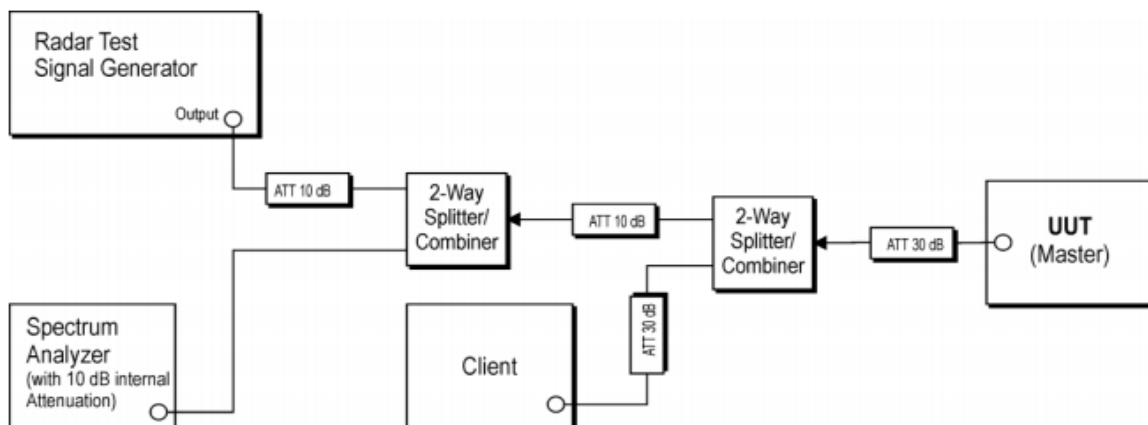 Radar Test
Signal Generator
Output
ATT 10 dB
2-Way
Splitter/
Combiner
ATT 10 dB
2-Way
Splitter/
Combiner
ATT 30 dB
UUT
(Master)
Spectrum
Analyzer
(with 10 dB internal
Attenuation)
Client
ATT 30 dB